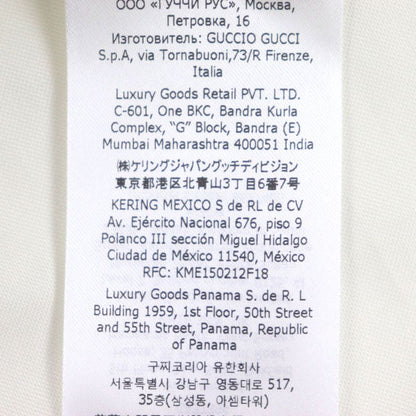 ООО «ГУЧЧИ РУС», Москва,
Петровка, 16
Изготовитель: GUCCIO GUCCI
S.p.A, via Tornabuoni,73/R Firenze,
Italia
Luxury Goods Retail PVT. LTD.
C-601, One BKC, Bandra Kurla
Complex, “G” Block, Bandra (E)
Mumbai Maharashtra 400051 India
㈱ケリングジャパングッチディビジョン
東京都港区北青山3丁目6番7号
KERING MEXICO S de RL de CV
Av. Ejército Nacional 676, piso 9
Polanco III sección Miguel Hidalgo
Ciudad de México 11540, México
RFC: KME150212F18
Luxury Goods Panama S. de R. L
Building 1959, 1st Floor, 50th Street
and 55th Street, Panama, Republic
of Panama
구찌코리아 유한회사
서울특별시 강남구 영동대로 517,
35층(삼성동, 아셈타워)